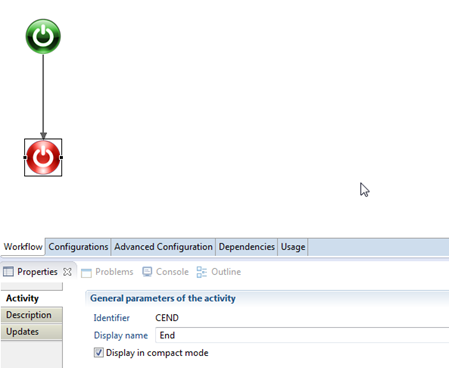 Workflow Configurations Advanced Configuration Dependencies Usage
Properties Problems Console Outline
Activity
Description
Updates
General parameters of the activity
Identifier CEND
Display name End
Display in compact mode